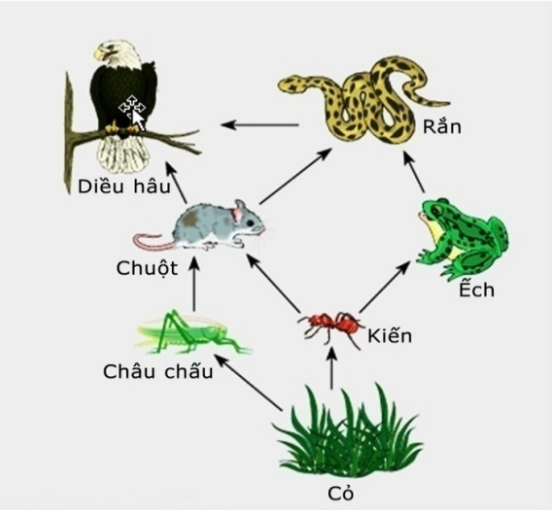 Rắn
Diều hâu
Chuột
Ếch
Kiến
Châu chấu
Cỏ